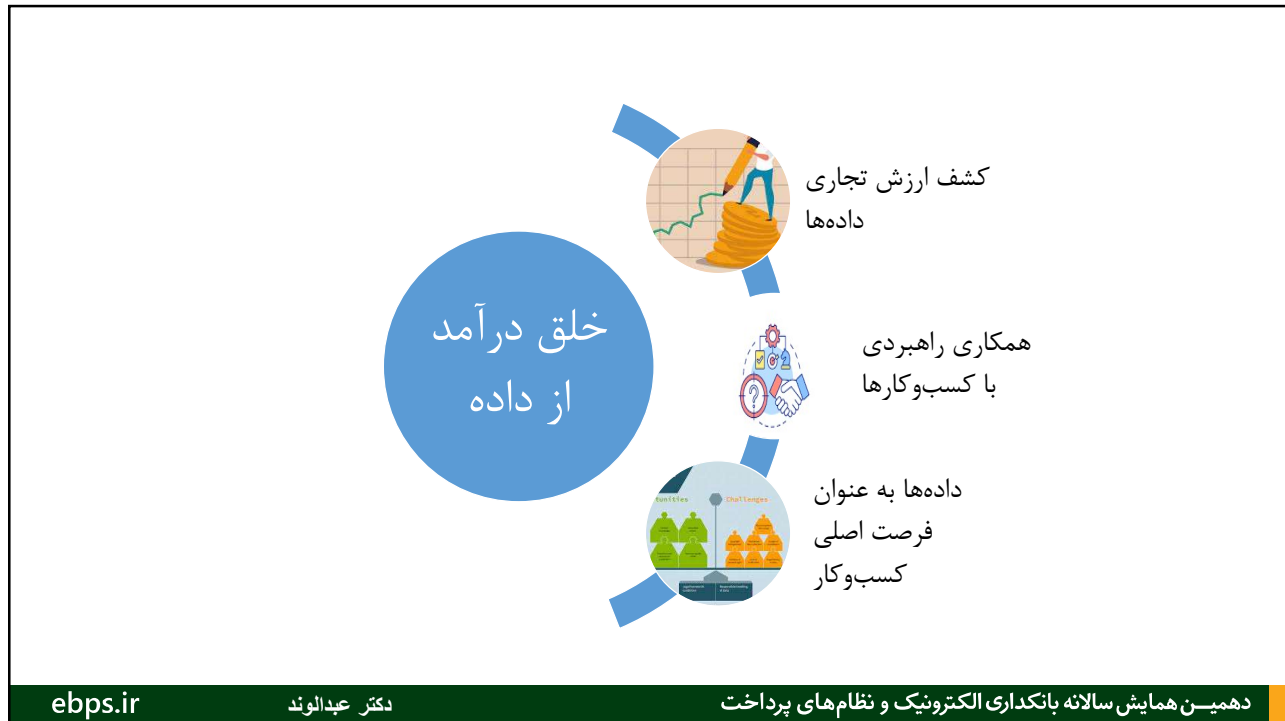 خلق درآمد
از داده
کشف ارزش تجاری
داده‌ها
همکاری راهبردی
با کسب‌وکارها
داده‌ها به عنوان
فرصت اصلی
کسب‌وکار
tunities
Challenges
دهمیــن همایش سالانه بانکداری الکترونیک و نظام‌های پرداخت
دکتر عبدالوند
ebps.ir